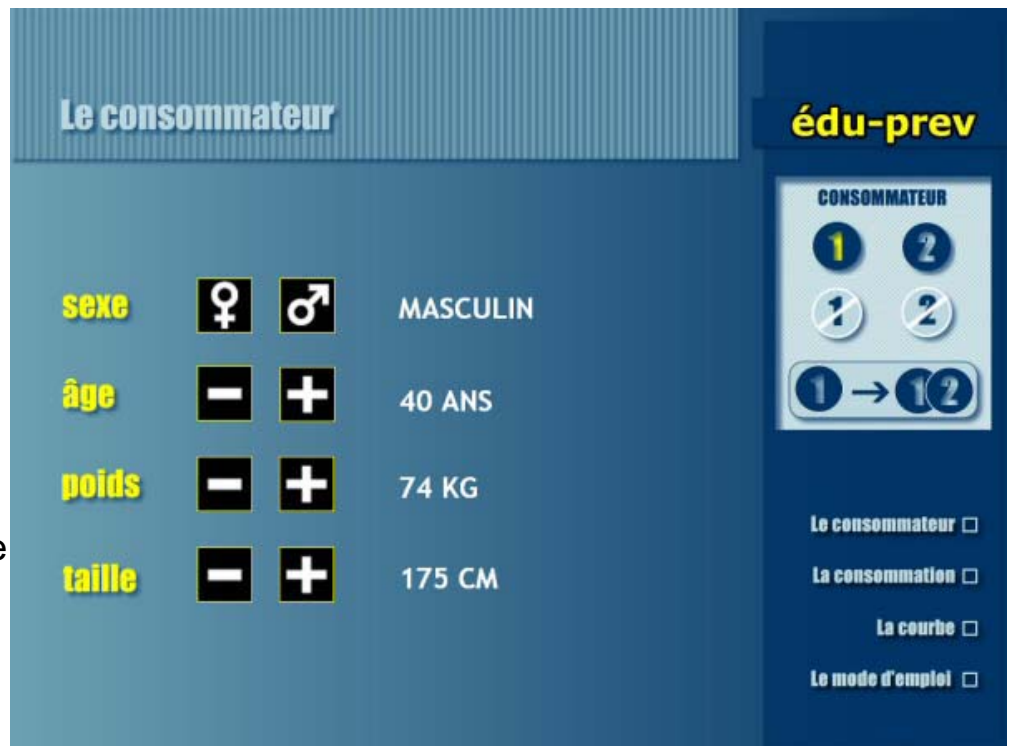 Le consommateur
édu-prev
CONSOMMATEUR
1 2
1 2
1 → 1 2
sexe ♀ ♂ MASCULIN
âge - + 40 ANS
poids - + 74 KG
taille - + 175 CM
e
Le consommateur
La consommation
La courbe
Le mode d'emploi